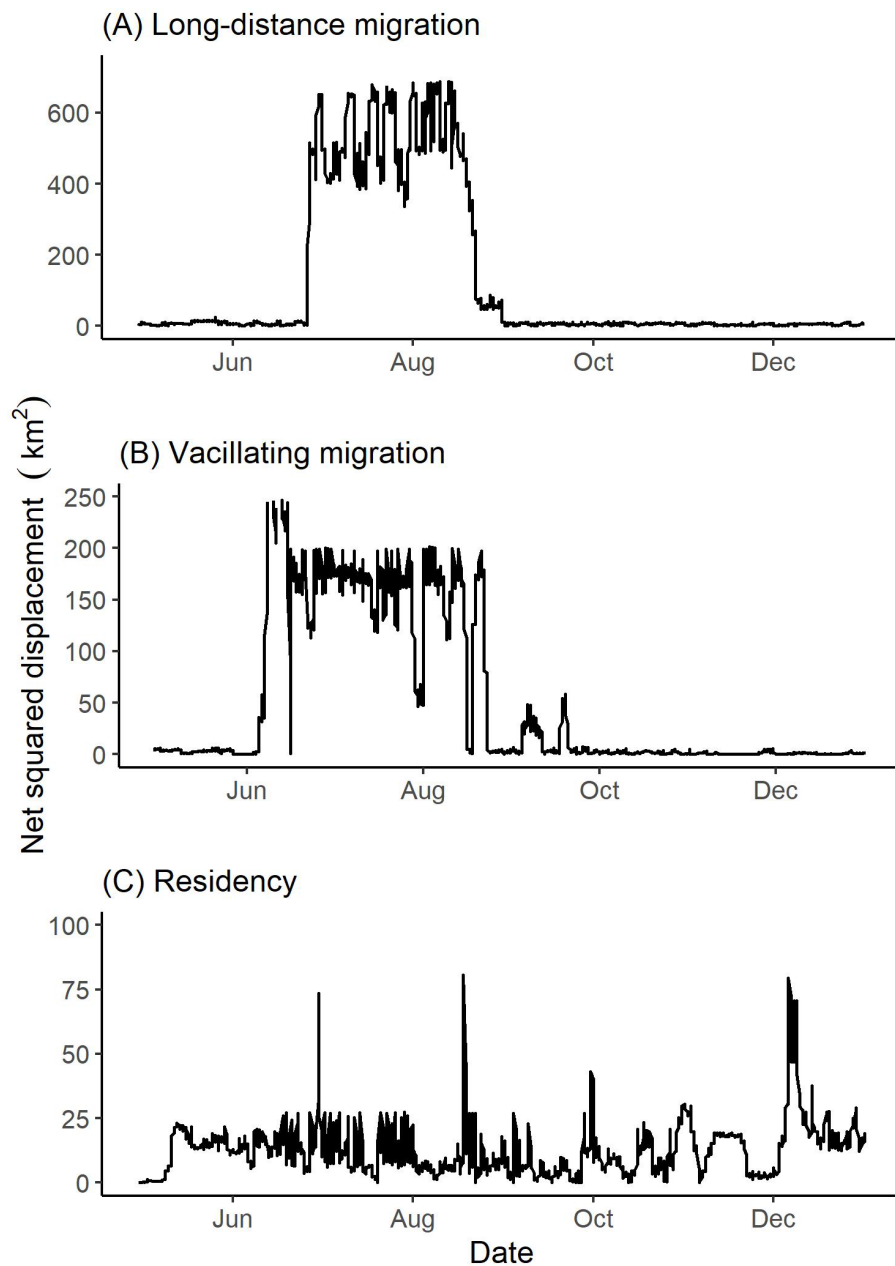 (A) Long-distance migration
600
400
200
0
Jun Aug Oct Dec
Net squared displacement ( km²)
(B) Vacillating migration
250
200
150
100
50
0
Jun Aug Oct Dec
(C) Residency
100
75
50
25
0
Jun Aug Oct Dec
Date